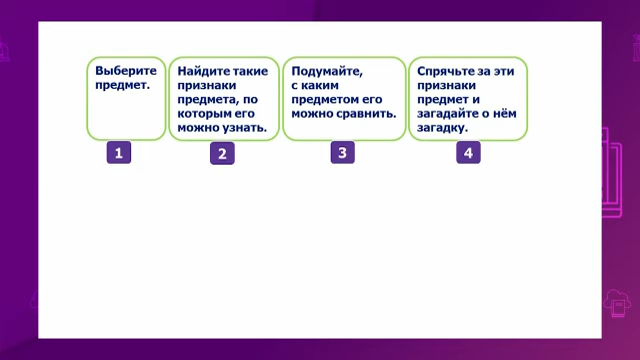 Выберите
предмет.
Найдите такие
признаки
предмета, по
которым его
можно узнать.
Подумайте,
с каким
предметом его
можно сравнить.
Спрячьте за эти
признаки
предмет и
загадайте о нём
загадку.
1
2
3
4